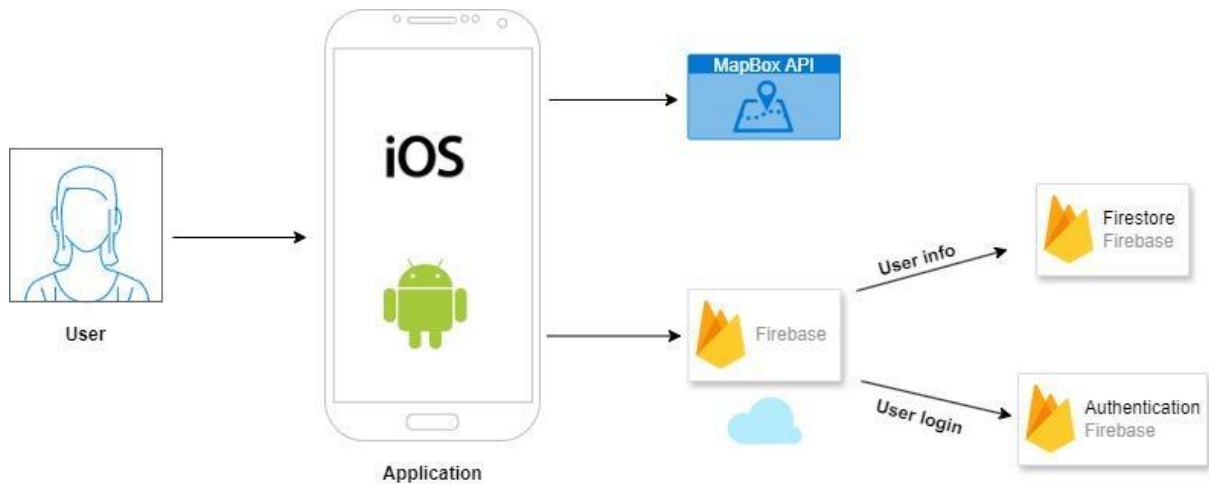 MapBox API
iOS
Firestore
Firebase
User info
User
Firebase
User login
Authentication
Firebase
Application